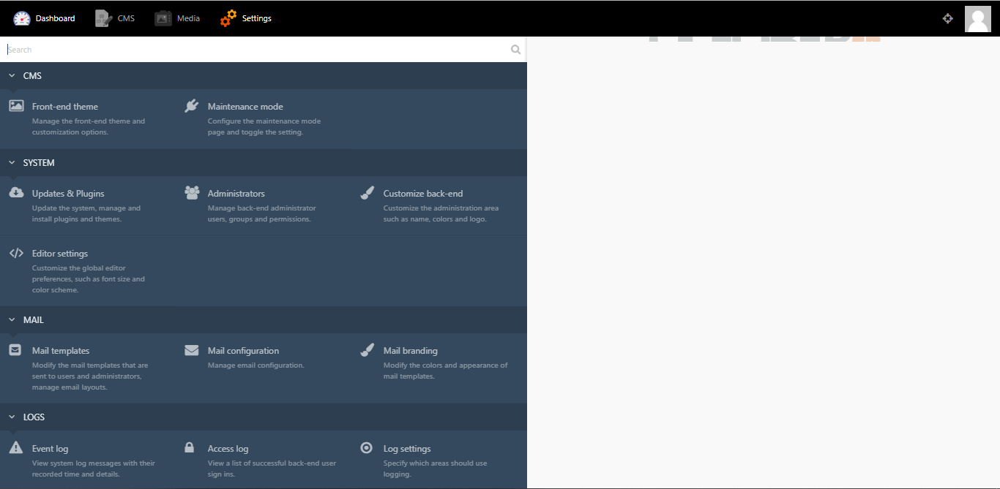 Dashboard CMS Media Settings
Search
CMS
Front-end theme
Manage the front-end theme and
customization options.
Maintenance mode
Configure the maintenance mode
page and toggle the setting.
SYSTEM
Updates & Plugins
Update the system, manage and
install plugins and themes.
Administrators
Manage back-end administrator
users, groups and permissions.
Customize back-end
Customize the administration area
such as name, colors and logo.
Editor settings
Customize the global editor
preferences, such as font size and
color scheme.
MAIL
Mail templates
Modify the mail templates that are
sent to users and administrators,
manage email layouts.
Mail configuration
Manage email configuration.
Mail branding
Modify the colors and appearance of
mail templates.
LOGS
Event log
View system log messages with their
recorded time and details.
Access log
View a list of successful back-end user
sign ins.
Log settings
Specify which areas should use
logging.